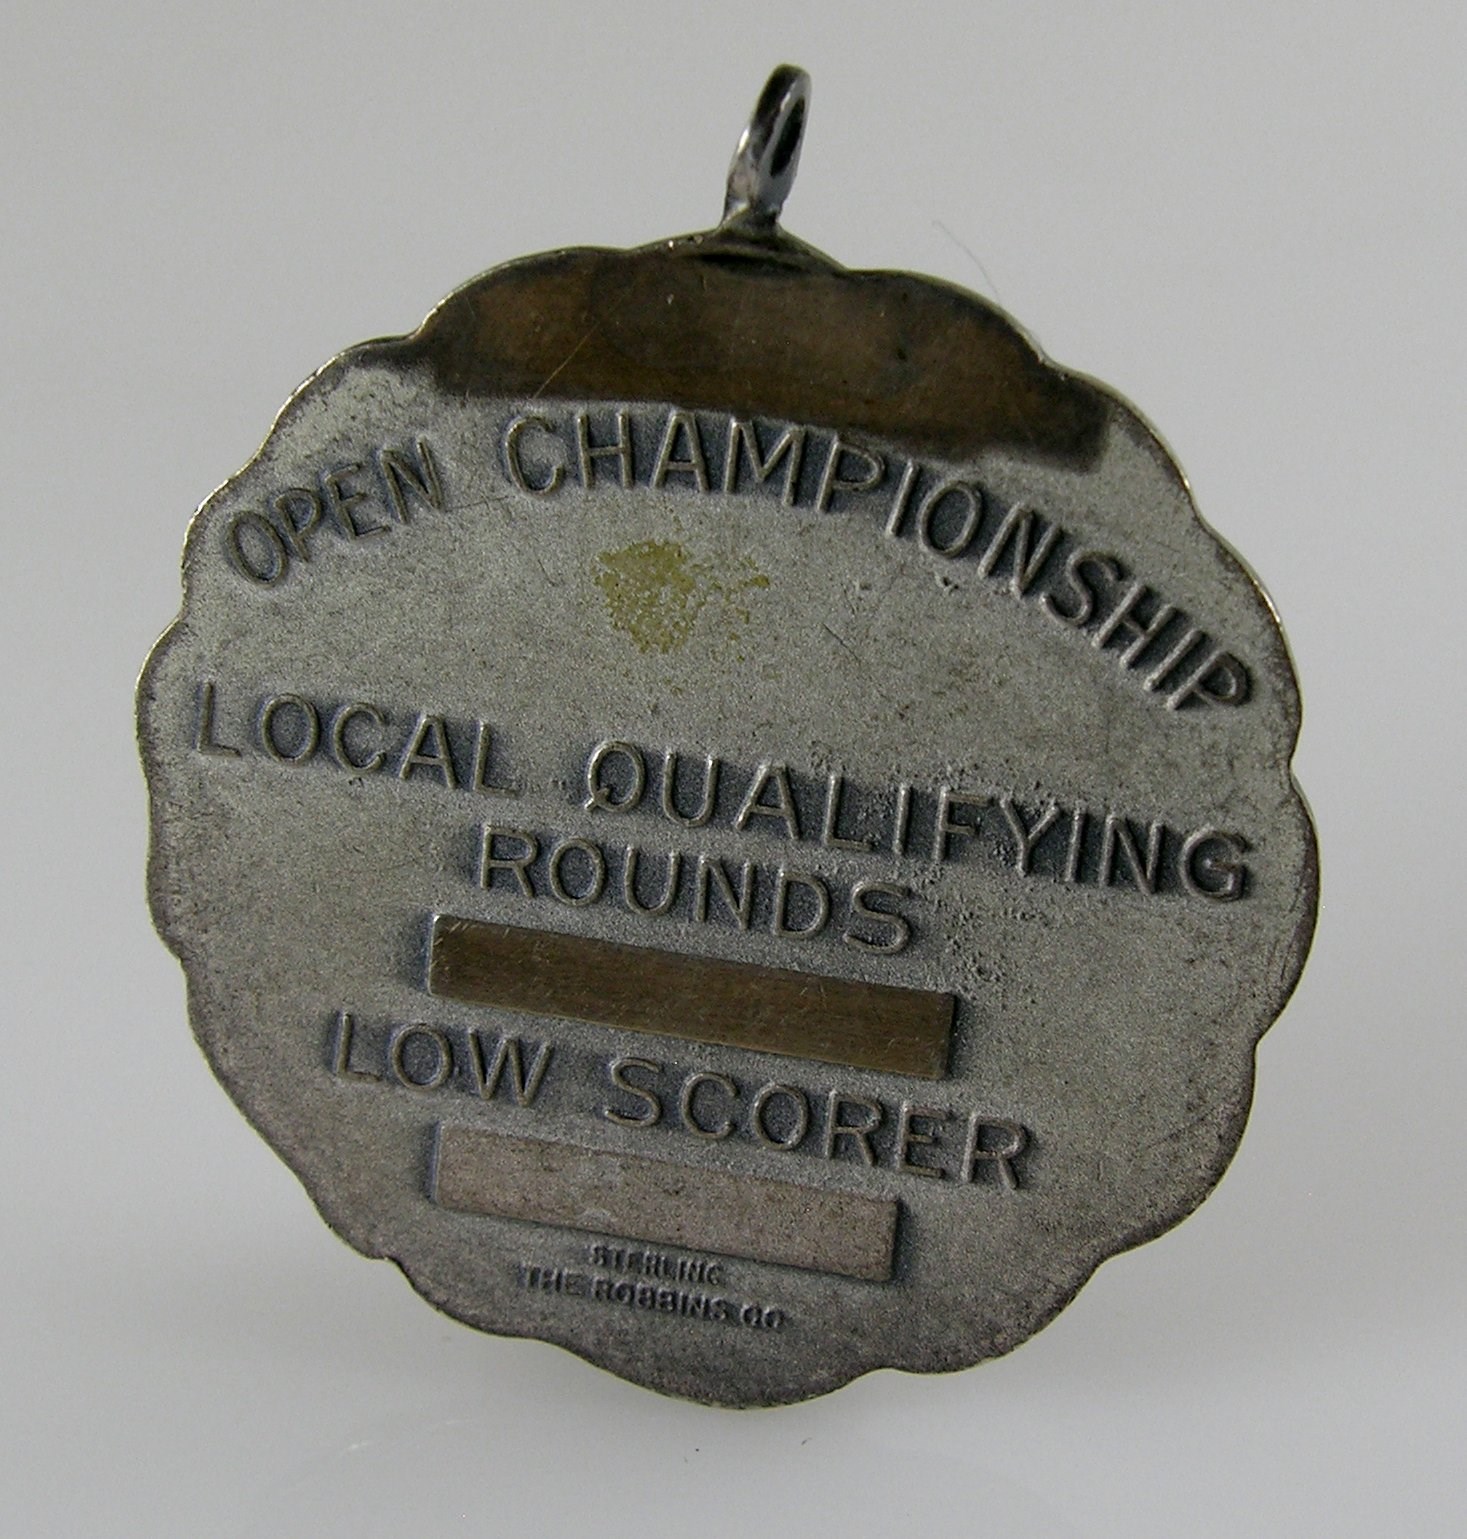 OPEN CHAMPIONSHIP
LOCAL QUALIFYING
ROUNDS
LOW SCORER
STERLING
THE ROBBINS CO